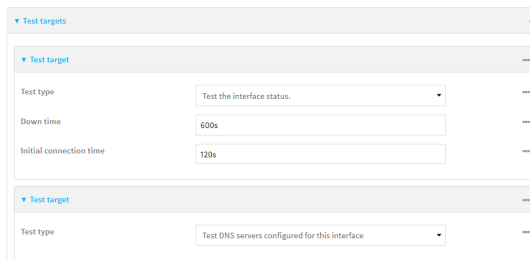 Test targets
Test target
Test type
Test the interface status.
Down time
600s
Initial connection time
120s
Test target
Test type
Test DNS servers configured for this interface